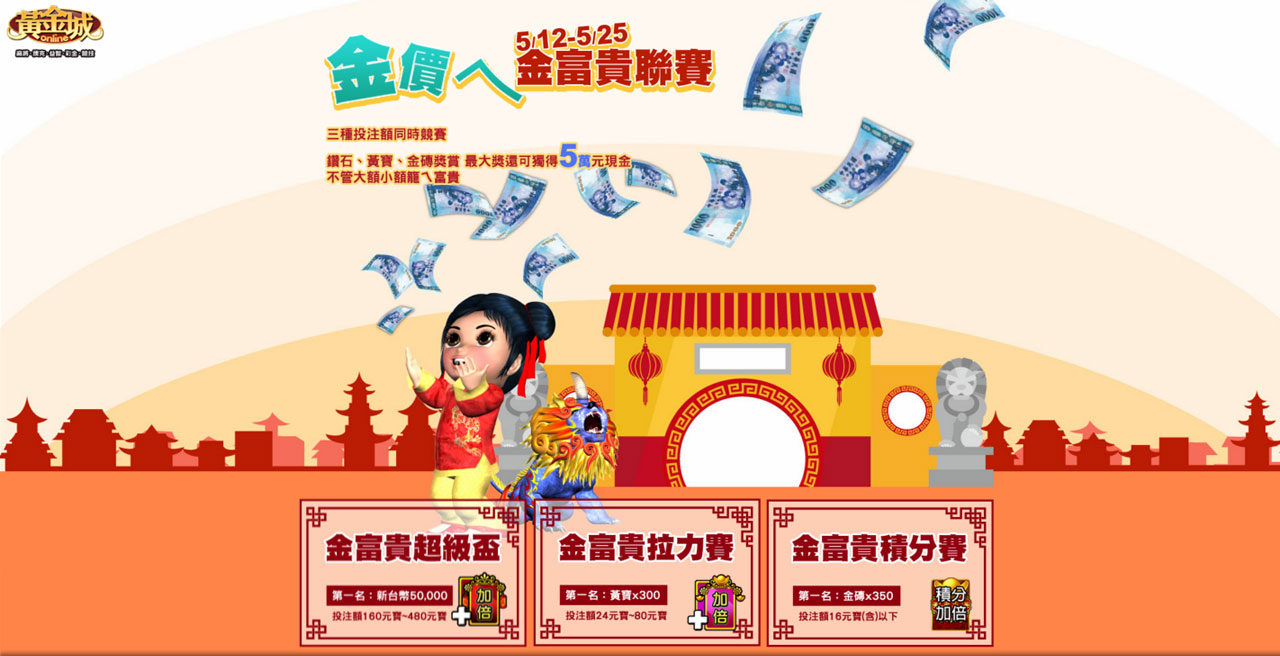 黃金城
online
麻將·撲克·益智·彩金·競技
5/12-5/25
金價ㄟ金富貴聯賽
三種投注額同時競賽
鑽石、黃寶、金磚獎賞 最大獎還可獨得5萬元現金
不管大額小額籠ㄟ富貴
1000
1000
1000
1000
金富貴超級盃
第一名：新台幣50,000
投注額160元寶~480元寶
+加倍
金富貴拉力賽
第一名：黃寶x300
投注額24元寶~80元寶
+加倍
金富貴積分賽
第一名：金磚x350
投注額16元寶(含)以下
積分
加倍